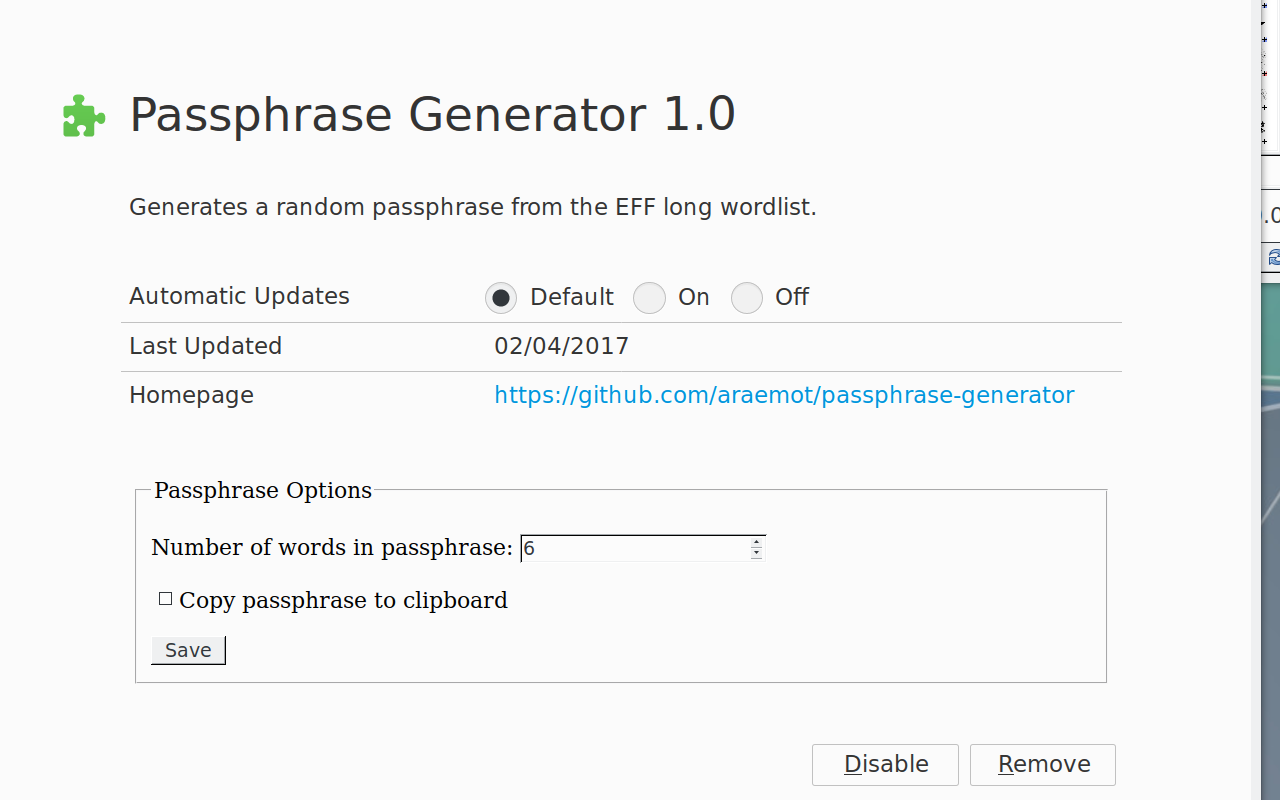 Passphrase Generator 1.0
Generates a random passphrase from the EFF long wordlist.
Automatic Updates Default On Off
Last Updated 02/04/2017
Homepage https://github.com/araemot/passphrase-generator
Passphrase Options
Number of words in passphrase: 6
Copy passphrase to clipboard
Save
Disable Remove